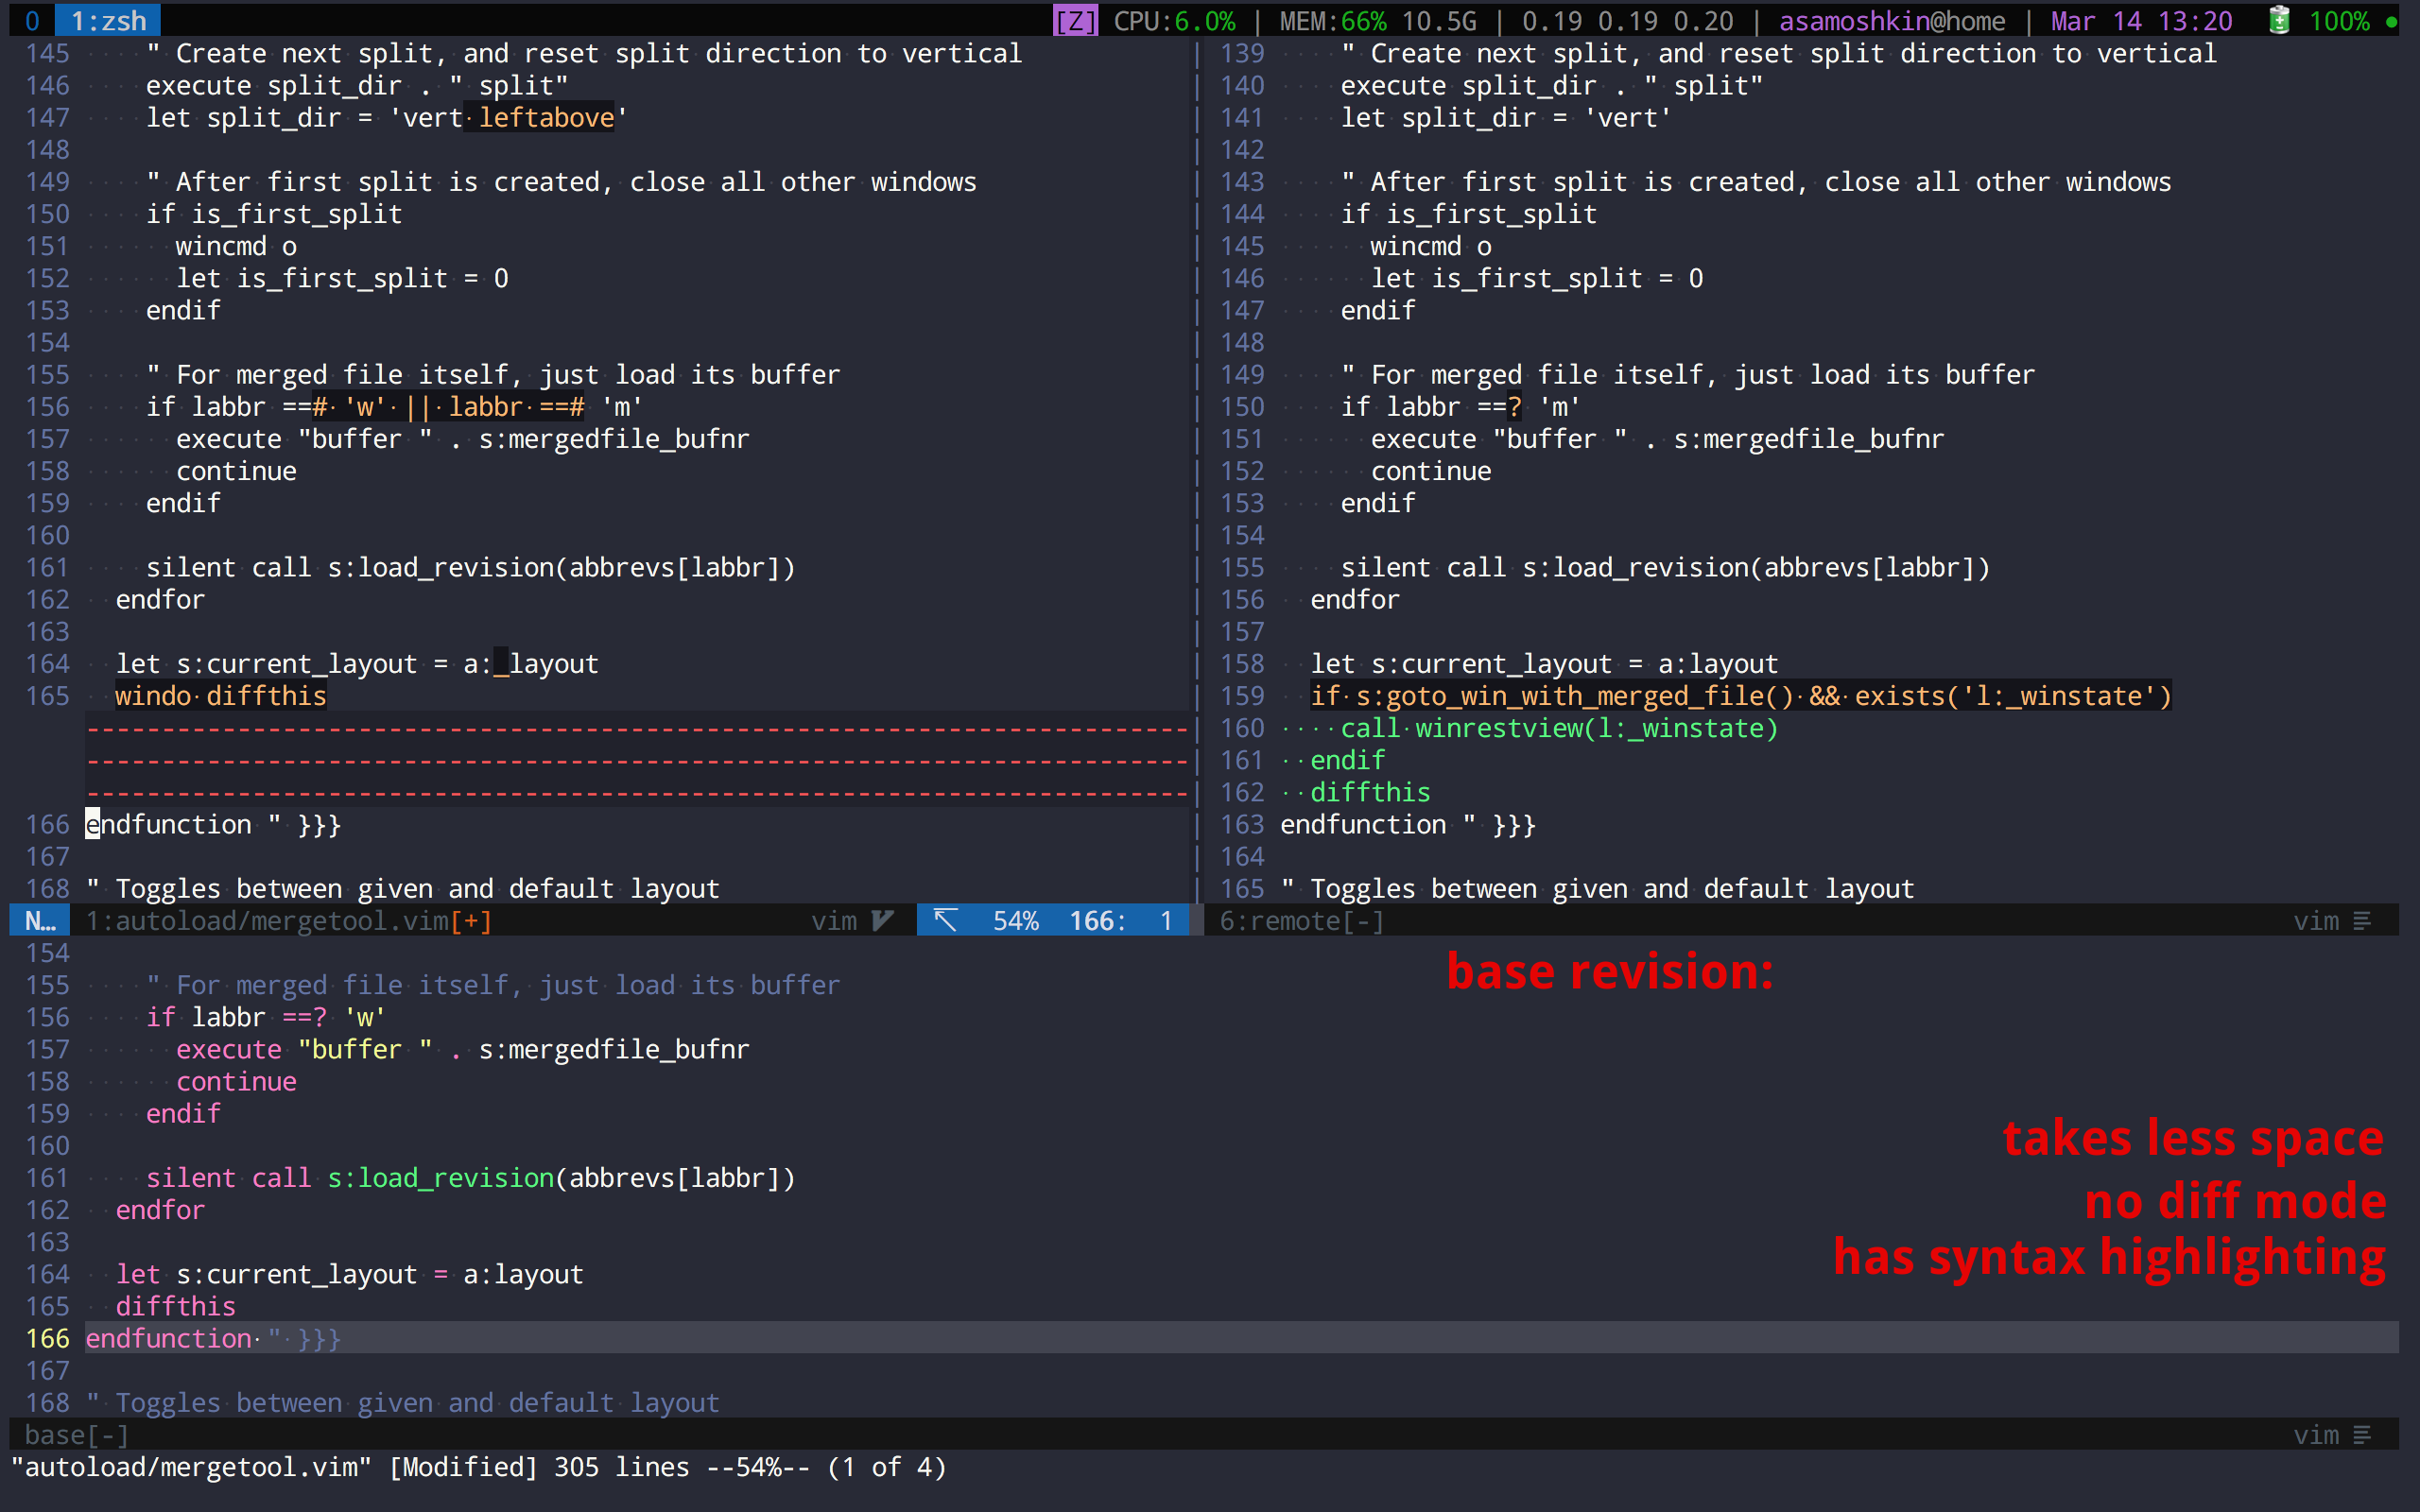 0 1:zsh [Z] CPU:6.0% | MEM:66% 10.5G | 0.19 0.19 0.20 | asamoshkin@home | Mar 14 13:20 100%
145 " Create next split, and reset split direction to vertical
146 execute split_dir . " split"
147 let split_dir = 'vert leftabove'
148
149 " After first split is created, close all other windows
150 if is_first_split
151 wincmd o
152 let is_first_split = 0
153 endif
154
155 " For merged file itself, just load its buffer
156 if labbr ==# 'w' || labbr ==# 'm'
157 execute "buffer " . s:mergedfile_bufnr
158 continue
159 endif
160
161 silent call s:load_revision(abbrevs[labbr])
162 endfor
163
164 let s:current_layout = a:_layout
165 windo diffthis
------------------------------------------------------------------------
------------------------------------------------------------------------
------------------------------------------------------------------------
166 endfunction " }}}
167
168 " Toggles between given and default layout
N... 1:autoload/mergetool.vim[+] vim 54% 166: 1
139 " Create next split, and reset split direction to vertical
140 execute split_dir . " split"
141 let split_dir = 'vert'
142
143 " After first split is created, close all other windows
144 if is_first_split
145 wincmd o
146 let is_first_split = 0
147 endif
148
149 " For merged file itself, just load its buffer
150 if labbr ==? 'm'
151 execute "buffer " . s:mergedfile_bufnr
152 continue
153 endif
154
155 silent call s:load_revision(abbrevs[labbr])
156 endfor
157
158 let s:current_layout = a:layout
159 if s:goto_win_with_merged_file() && exists('l:_winstate')
160 call winrestview(l:_winstate)
161 endif
162 diffthis
163 endfunction " }}}
164
165 " Toggles between given and default layout
6:remote[-] vim
154
155 " For merged file itself, just load its buffer
156 if labbr ==? 'w'
157 execute "buffer " . s:mergedfile_bufnr
158 continue
159 endif
160
161 silent call s:load_revision(abbrevs[labbr])
162 endfor
163
164 let s:current_layout = a:layout
165 diffthis
166 endfunction " }}}
167
168 " Toggles between given and default layout
base revision:
takes less space
no diff mode
has syntax highlighting
base[-] vim
"autoload/mergetool.vim" [Modified] 305 lines --54%-- (1 of 4)